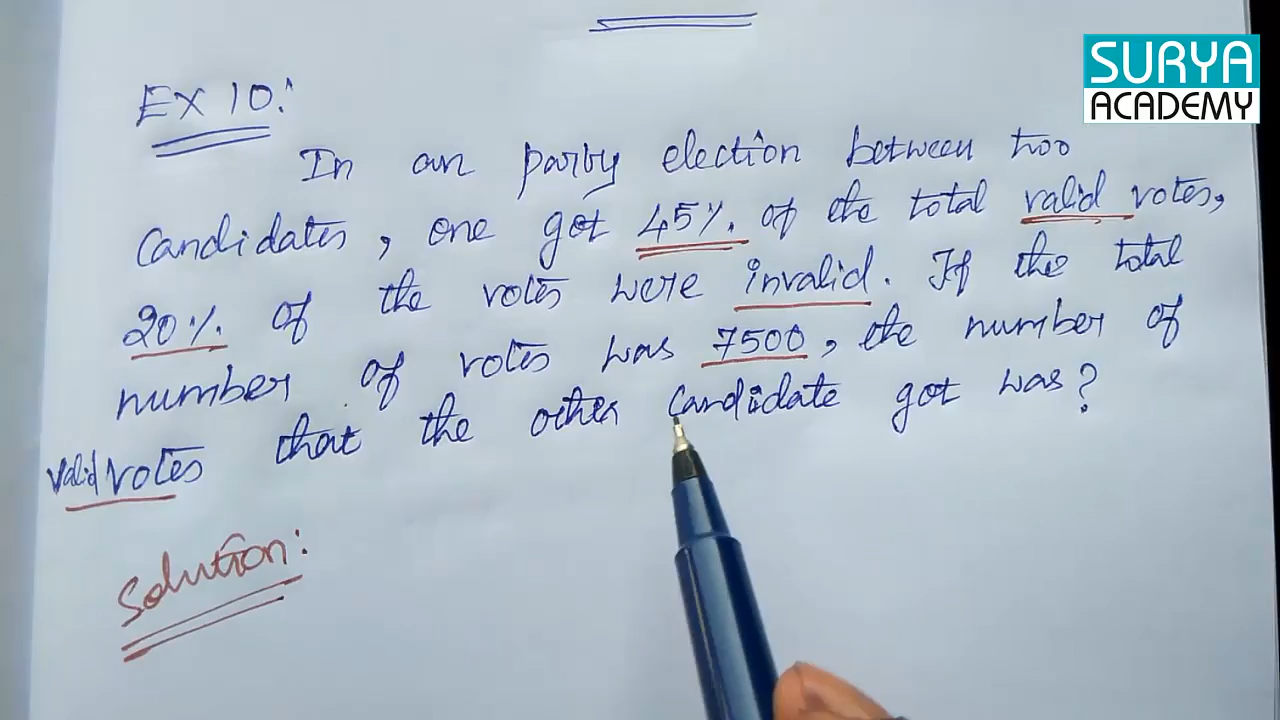 SURYA
ACADEMY
EX 10:
In an party election between two
candidates, one got 45%. of the total valid votes,
20%. of the votes were invalid. If the total
number of votes was 7500, the number of
valid votes that the other candidate got was?
Solution: